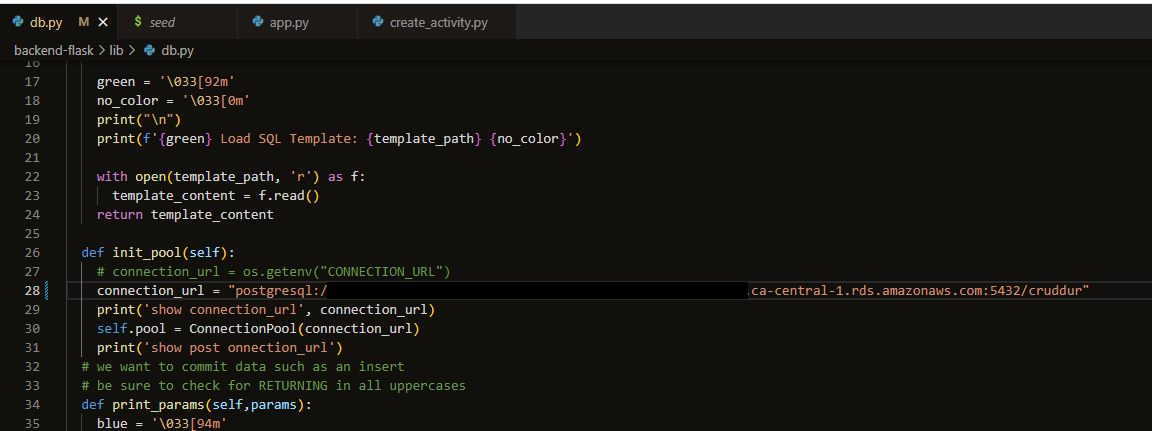 db.py M
$ seed
app.py
create_activity.py
backend-flask > lib > db.py
16
17 green = '\033[92m'
18 no_color = '\033[0m'
19 print("\n")
20 print(f'{green} Load SQL Template: {template_path} {no_color}')
21
22 with open(template_path, 'r') as f:
23 template_content = f.read()
24 return template_content
25
26 def init_pool(self):
27 # connection_url = os.getenv("CONNECTION_URL")
28 connection_url = "postgresql:/ .ca-central-1.rds.amazonaws.com:5432/cruddur"
29 print('show connection_url', connection_url)
30 self.pool = ConnectionPool(connection_url)
31 print('show post onnection_url')
32 # we want to commit data such as an insert
33 # be sure to check for RETURNING in all uppercases
34 def print_params(self,params):
35 blue = '\033[94m'